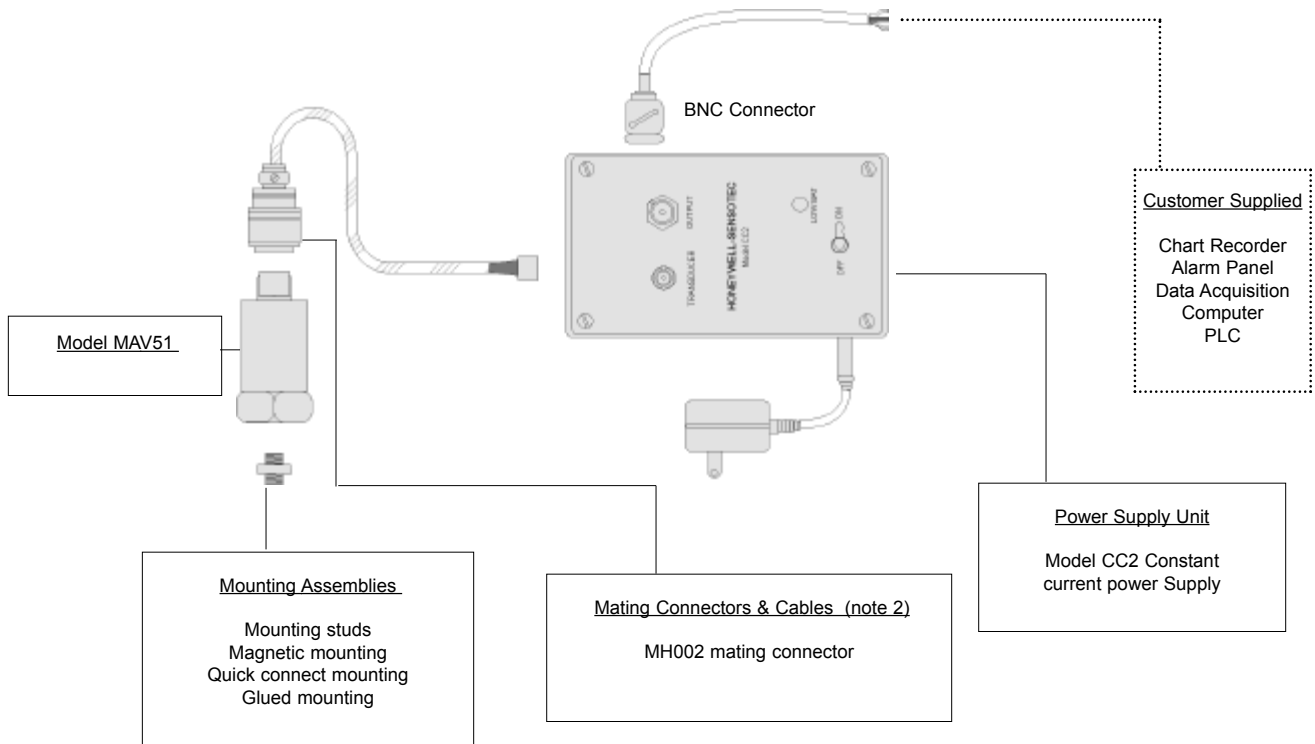 BNC Connector
Customer Supplied
Chart Recorder
Alarm Panel
Data Acquisition
Computer
PLC
OUTPUT
TRANSDUCER
HONEYWELL-SENSOTEC
Model CC2
LOW BAT
ON
OFF
Model MAV51
Mounting Assemblies
Mounting studs
Magnetic mounting
Quick connect mounting
Glued mounting
Mating Connectors & Cables (note 2)
MH002 mating connector
Power Supply Unit
Model CC2 Constant
current power Supply